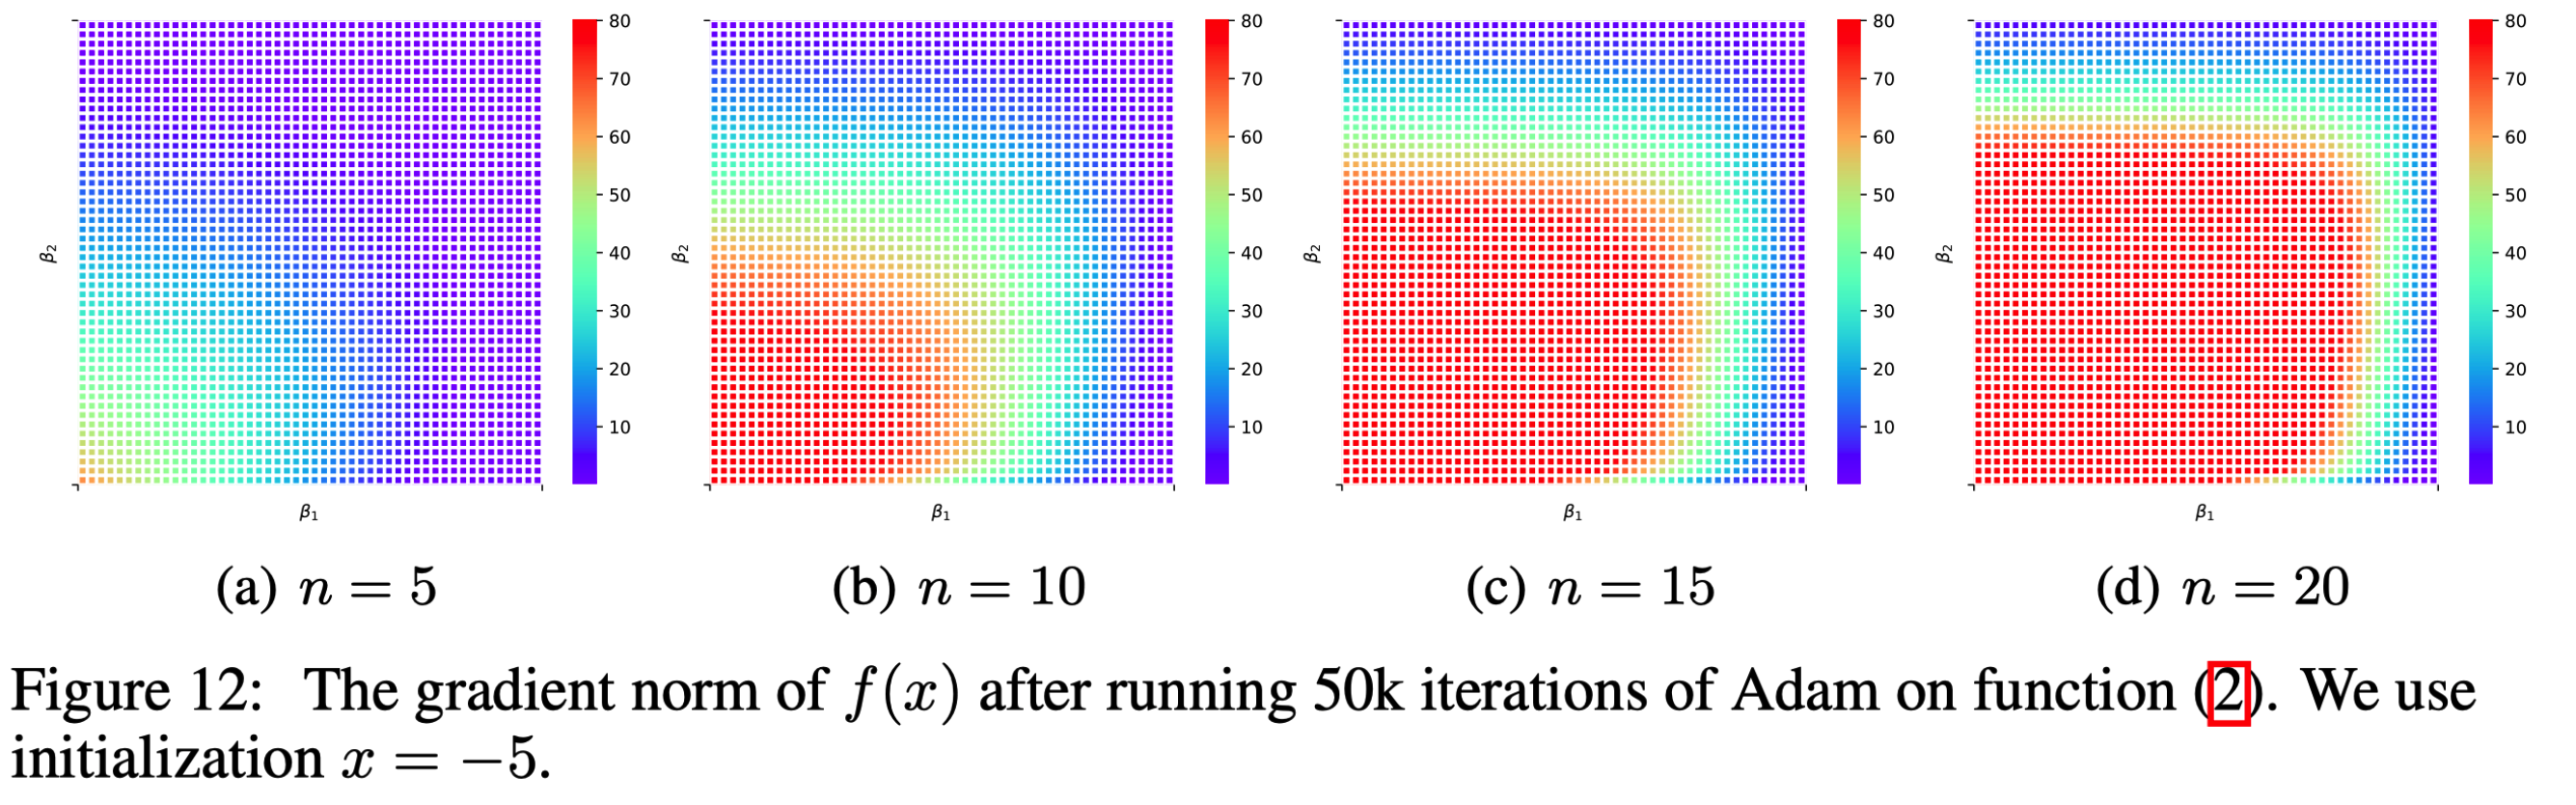 80
70
60
50
40
30
20
10
β₂
β₁
80
70
60
50
40
30
20
10
β₂
β₁
80
70
60
50
40
30
20
10
β₂
β₁
80
70
60
50
40
30
20
10
β₂
β₁
(a) n = 5
(b) n = 10
(c) n = 15
(d) n = 20
Figure 12: The gradient norm of f(x) after running 50k iterations of Adam on function (2). We use
initialization x = −5.